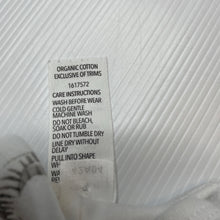 ORGANIC COTTON
EXCLUSIVE OF TRIMS
1617572
CARE INSTRUCTIONS
WASH BEFORE WEAR
COLD GENTLE
MACHINE WASH
DO NOT BLEACH,
SOAK OR RUB
DO NOT TUMBLE DRY
LINE DRY WITHOUT
DELAY
PULL INTO SHAPE